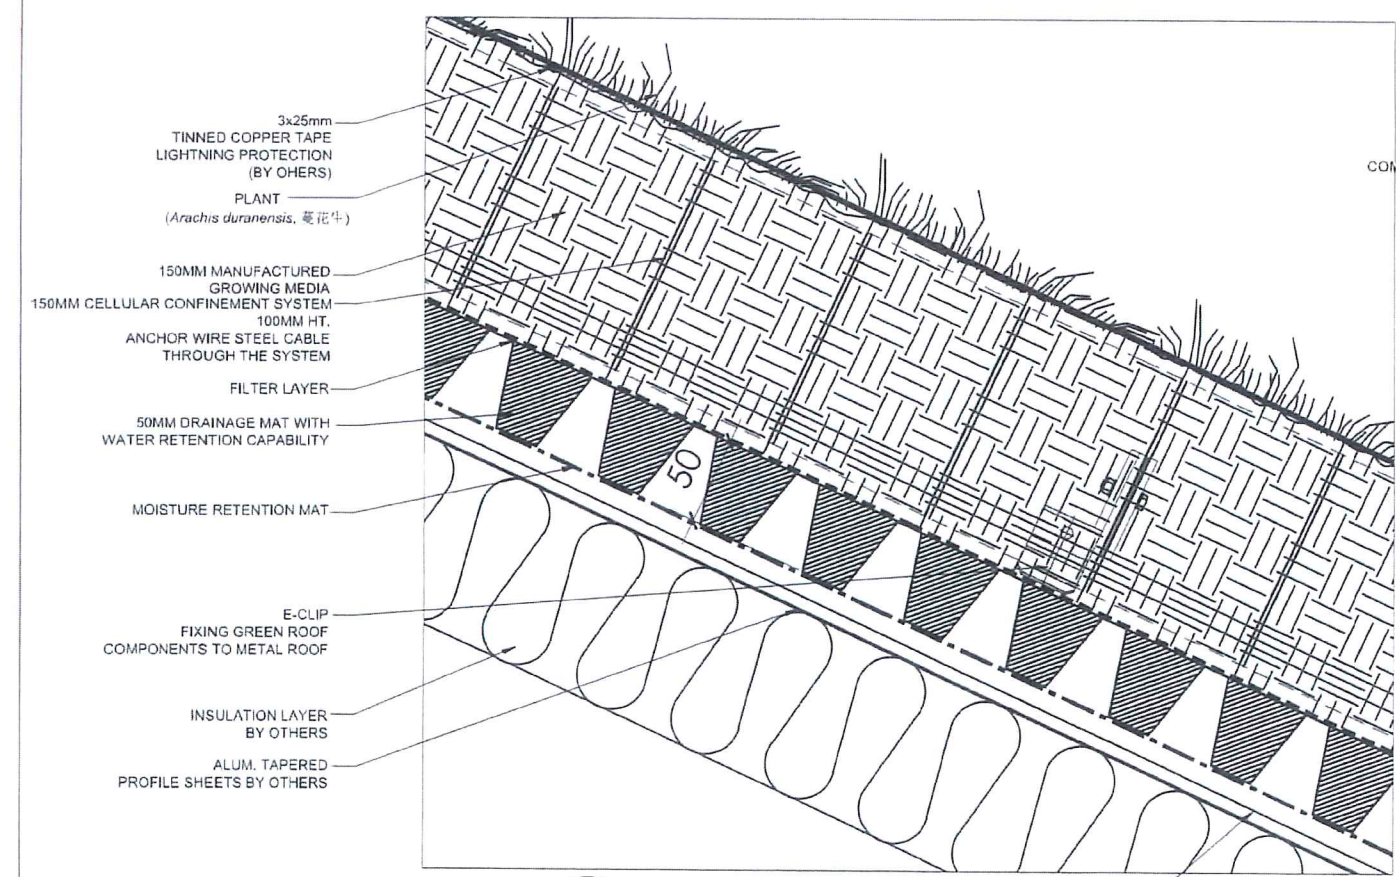 3x25mm
TINNED COPPER TAPE
LIGHTNING PROTECTION
(BY OHERS)
PLANT
(Arachis duranensis, 蔓花生)
150MM MANUFACTURED
GROWING MEDIA
150MM CELLULAR CONFINEMENT SYSTEM
100MM HT.
ANCHOR WIRE STEEL CABLE
THROUGH THE SYSTEM
FILTER LAYER
50MM DRAINAGE MAT WITH
WATER RETENTION CAPABILITY
MOISTURE RETENTION MAT
E-CLIP
FIXING GREEN ROOF
COMPONENTS TO METAL ROOF
INSULATION LAYER
BY OTHERS
ALUM. TAPERED
PROFILE SHEETS BY OTHERS
50